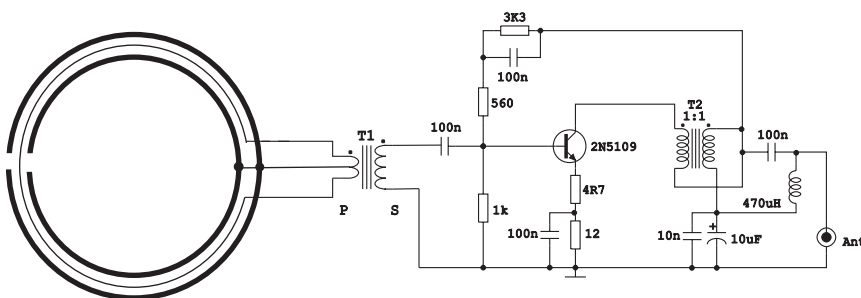 3K3
100n
560
T1
100n
2N5109
T2
1:1
100n
4R7
P
S
1k
100n
12
470uH
10n
+
10uF
Ant